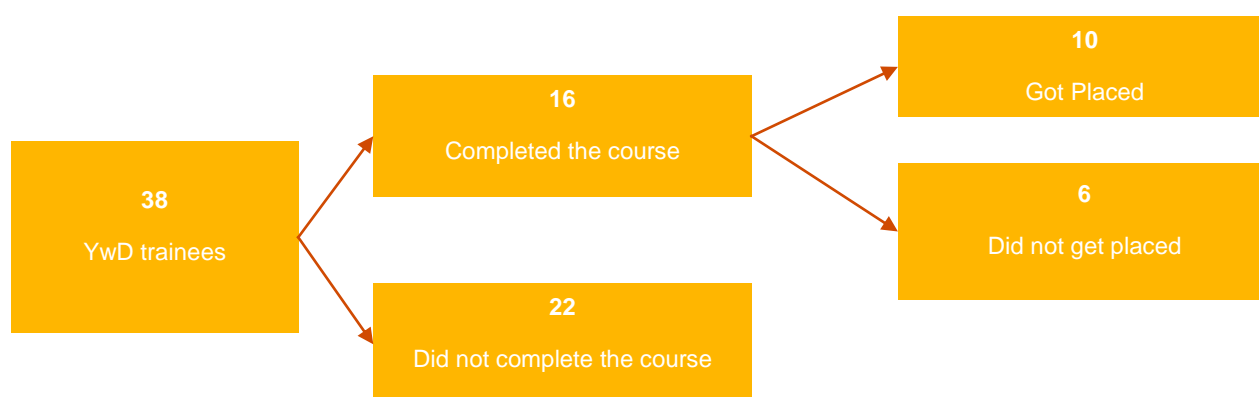 38
YwD trainees
16
Completed the course
22
Did not complete the course
10
Got Placed
6
Did not get placed